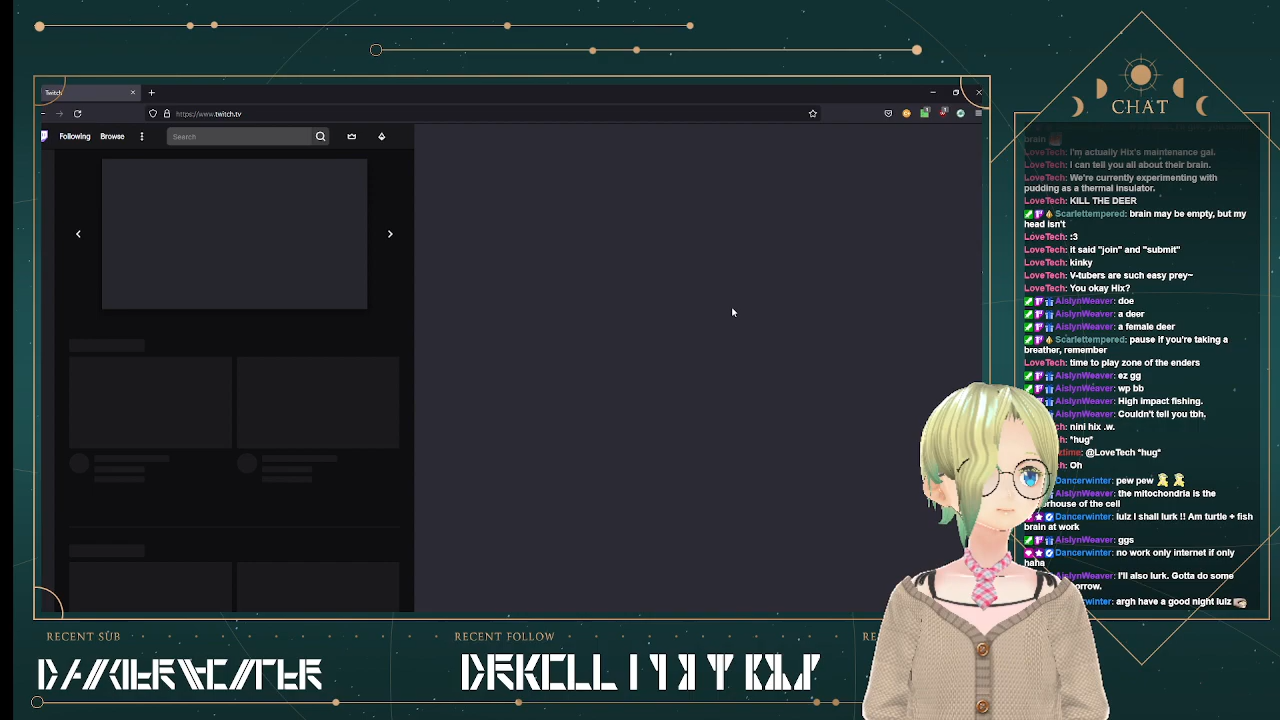 Twitch
https://www.twitch.tv
Following
Browse
Search
CHAT
brain
LoveTech: I'm actually Hix's maintenance gal.
LoveTech: I can tell you all about their brain.
LoveTech: We're currently experimenting with
pudding as a thermal insulator.
LoveTech: KILL THE DEER
Scarlettempered: brain may be empty, but my
head isn't
LoveTech: :3
LoveTech: it said "join" and "submit"
LoveTech: kinky
LoveTech: V-tubers are such easy prey~
LoveTech: You okay Hix?
AislynWeaver: doe
AislynWeaver: a deer
AislynWeaver: a female deer
Scarlettempered: pause if you're taking a
breather, remember
LoveTech: time to play zone of the enders
AislynWeaver: ez gg
AislynWeaver: wp bb
AislynWeaver: High impact fishing.
AislynWeaver: Couldn't tell you tbh.
h: nini hix .w.
h: *hug*
time: @LoveTech *hug*
h: Oh
Dancerwinter: pew pew
AislynWeaver: the mitochondria is the
erhouse of the cell
Dancerwinter: lulz I shall lurk !! Am turtle + fish
brain at work
AislynWeaver: ggs
Dancerwinter: no work only internet if only
haha
AislynWeaver: I'll also lurk. Gotta do some
orrow.
erwinter: argh have a good night lulz
RECENT SUB
RECENT FOLLOW
RE